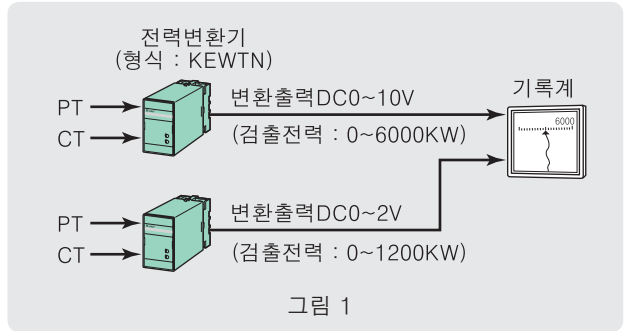 전력변환기
(형식 : KEWTN)
PT
CT
변환출력DC0~10V
(검출전력 : 0~6000KW)
기록계
6000
PT
CT
변환출력DC0~2V
(검출전력 : 0~1200KW)
그림 1